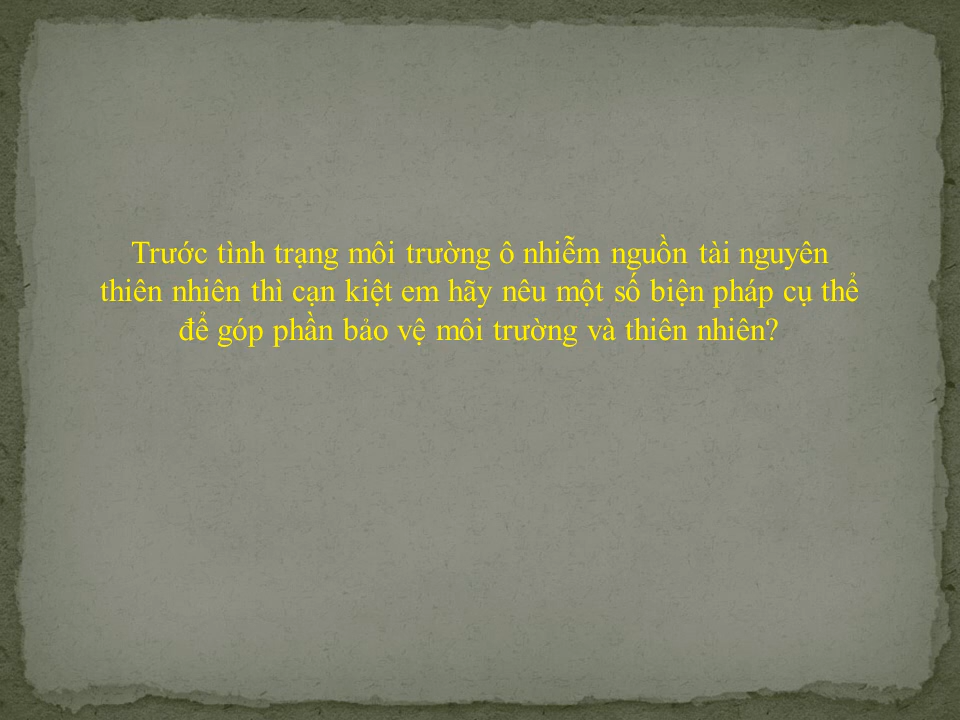 Trước tình trạng môi trường ô nhiễm nguồn tài nguyên
thiên nhiên thì cạn kiệt em hãy nêu một số biện pháp cụ thể
để góp phần bảo vệ môi trường và thiên nhiên?